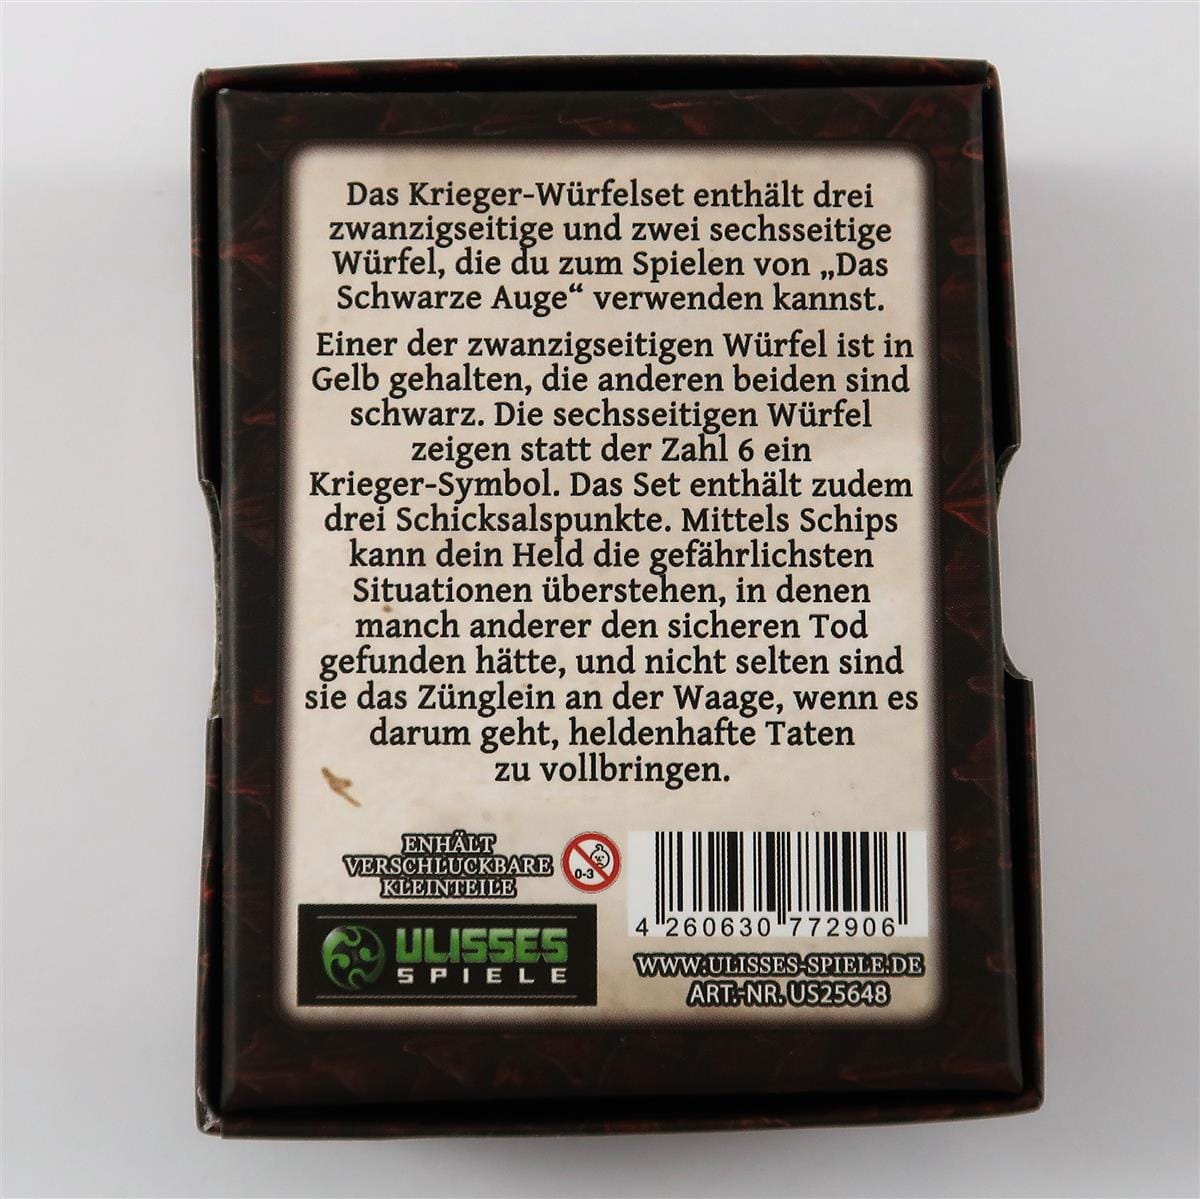 Das Krieger-Würfelset enthält drei
zwanzigseitige und zwei sechsseitige
Würfel, die du zum Spielen von „Das
Schwarze Auge“ verwenden kannst.
Einer der zwanzigseitigen Würfel ist in
Gelb gehalten, die anderen beiden sind
schwarz. Die sechsseitigen Würfel
zeigen statt der Zahl 6 ein
Krieger-Symbol. Das Set enthält zudem
drei Schicksalspunkte. Mittels Schips
kann dein Held die gefährlichsten
Situationen überstehen, in denen
manch anderer den sicheren Tod
gefunden hätte, und nicht selten sind
sie das Zünglein an der Waage, wenn es
darum geht, heldenhafte Taten
zu vollbringen.
ENHÄLT
VERSCHLUCKBARE
KLEINTEILE
0-3
ULISSES
SPIELE
4 260630 772906
WWW.ULISSES-SPIELE.DE
ART.-NR. US25648